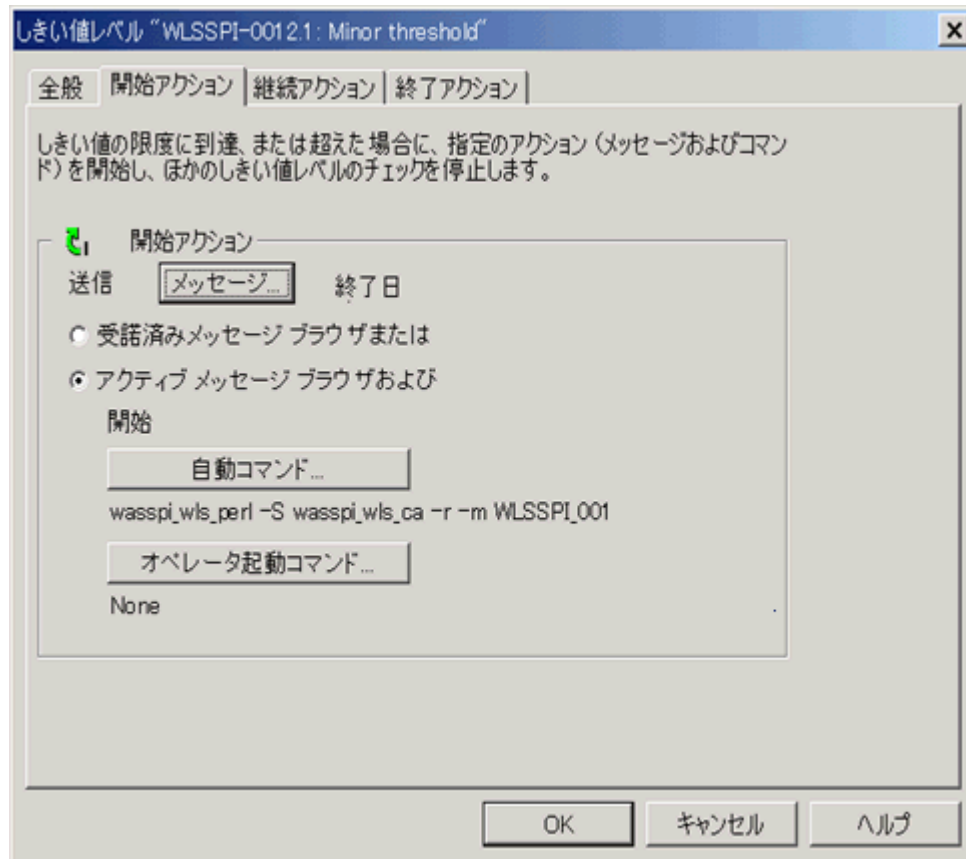 しきい値レベル "WLSSPI-0012.1: Minor threshold"
全般 開始アクション 継続アクション 終了アクション
しきい値の限度に到達、または超えた場合に、指定のアクション (メッセージおよびコマン
ド) を開始し、ほかのしきい値レベルのチェックを停止します。
開始アクション
送信 メッセージ... 終了日
受諾済みメッセージ ブラウザまたは
アクティブ メッセージ ブラウザおよび
開始
自動コマンド...
wasspi_wls_perl -S wasspi_wls_ca -r -m WLSSPI_001
オペレータ起動コマンド...
None
OK キャンセル ヘルプ